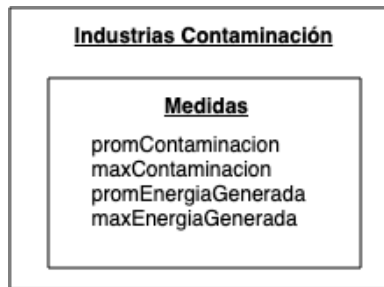 Industrias Contaminación
Medidas
promContaminacion
maxContaminacion
promEnergiaGenerada
maxEnergiaGenerada